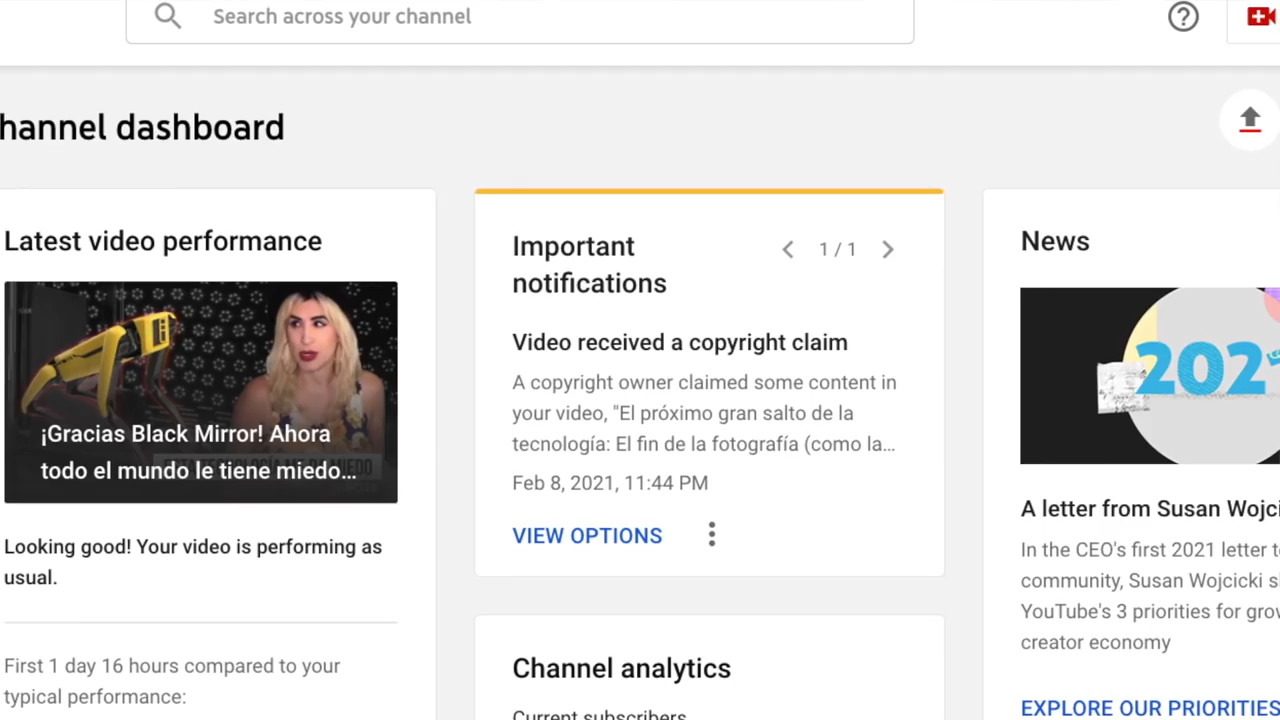 Search across your channel
hannel dashboard
Latest video performance
¡Gracias Black Mirror! Ahora
todo el mundo le tiene miedo...
Looking good! Your video is performing as
usual.
First 1 day 16 hours compared to your
typical performance:
Important
notifications
1 / 1
Video received a copyright claim
A copyright owner claimed some content in
your video, "El próximo gran salto de la
tecnología: El fin de la fotografía (como la...
Feb 8, 2021, 11:44 PM
VIEW OPTIONS
Channel analytics
Current subscribers
News
2021
A letter from Susan Wojci
In the CEO's first 2021 letter t
community, Susan Wojcicki s
YouTube's 3 priorities for grow
creator economy
EXPLORE OUR PRIORITIES